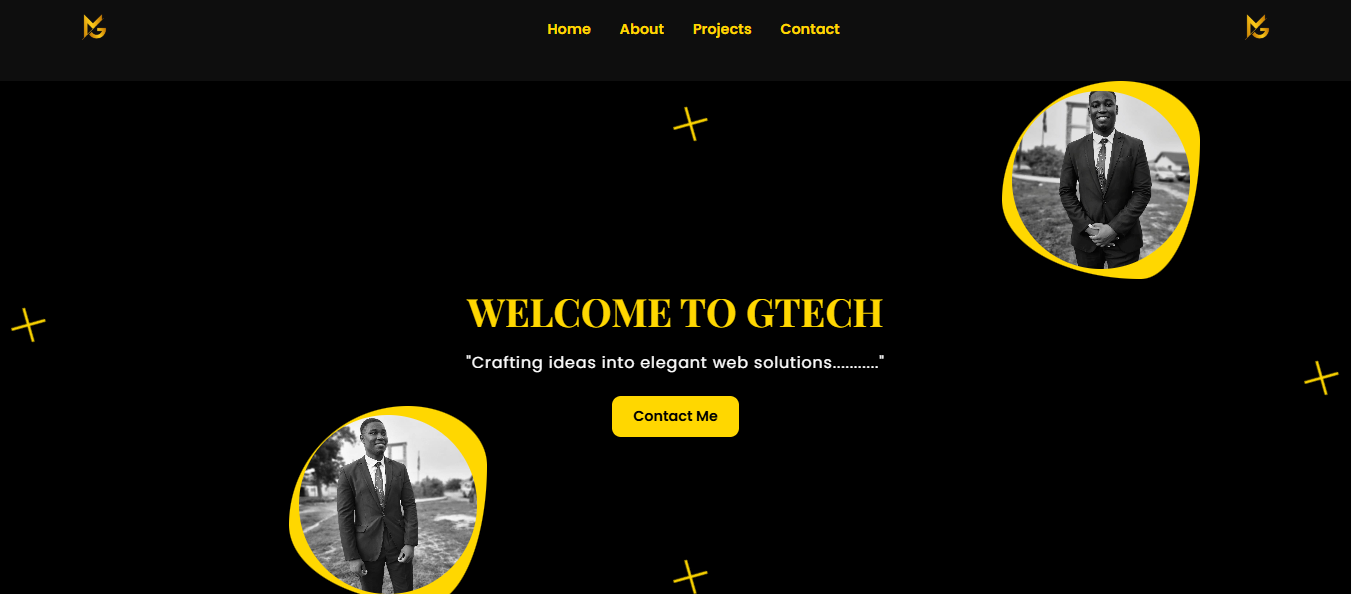 MG
Home About Projects Contact
MG
WELCOME TO GTECH
"Crafting ideas into elegant web solutions..........."
Contact Me